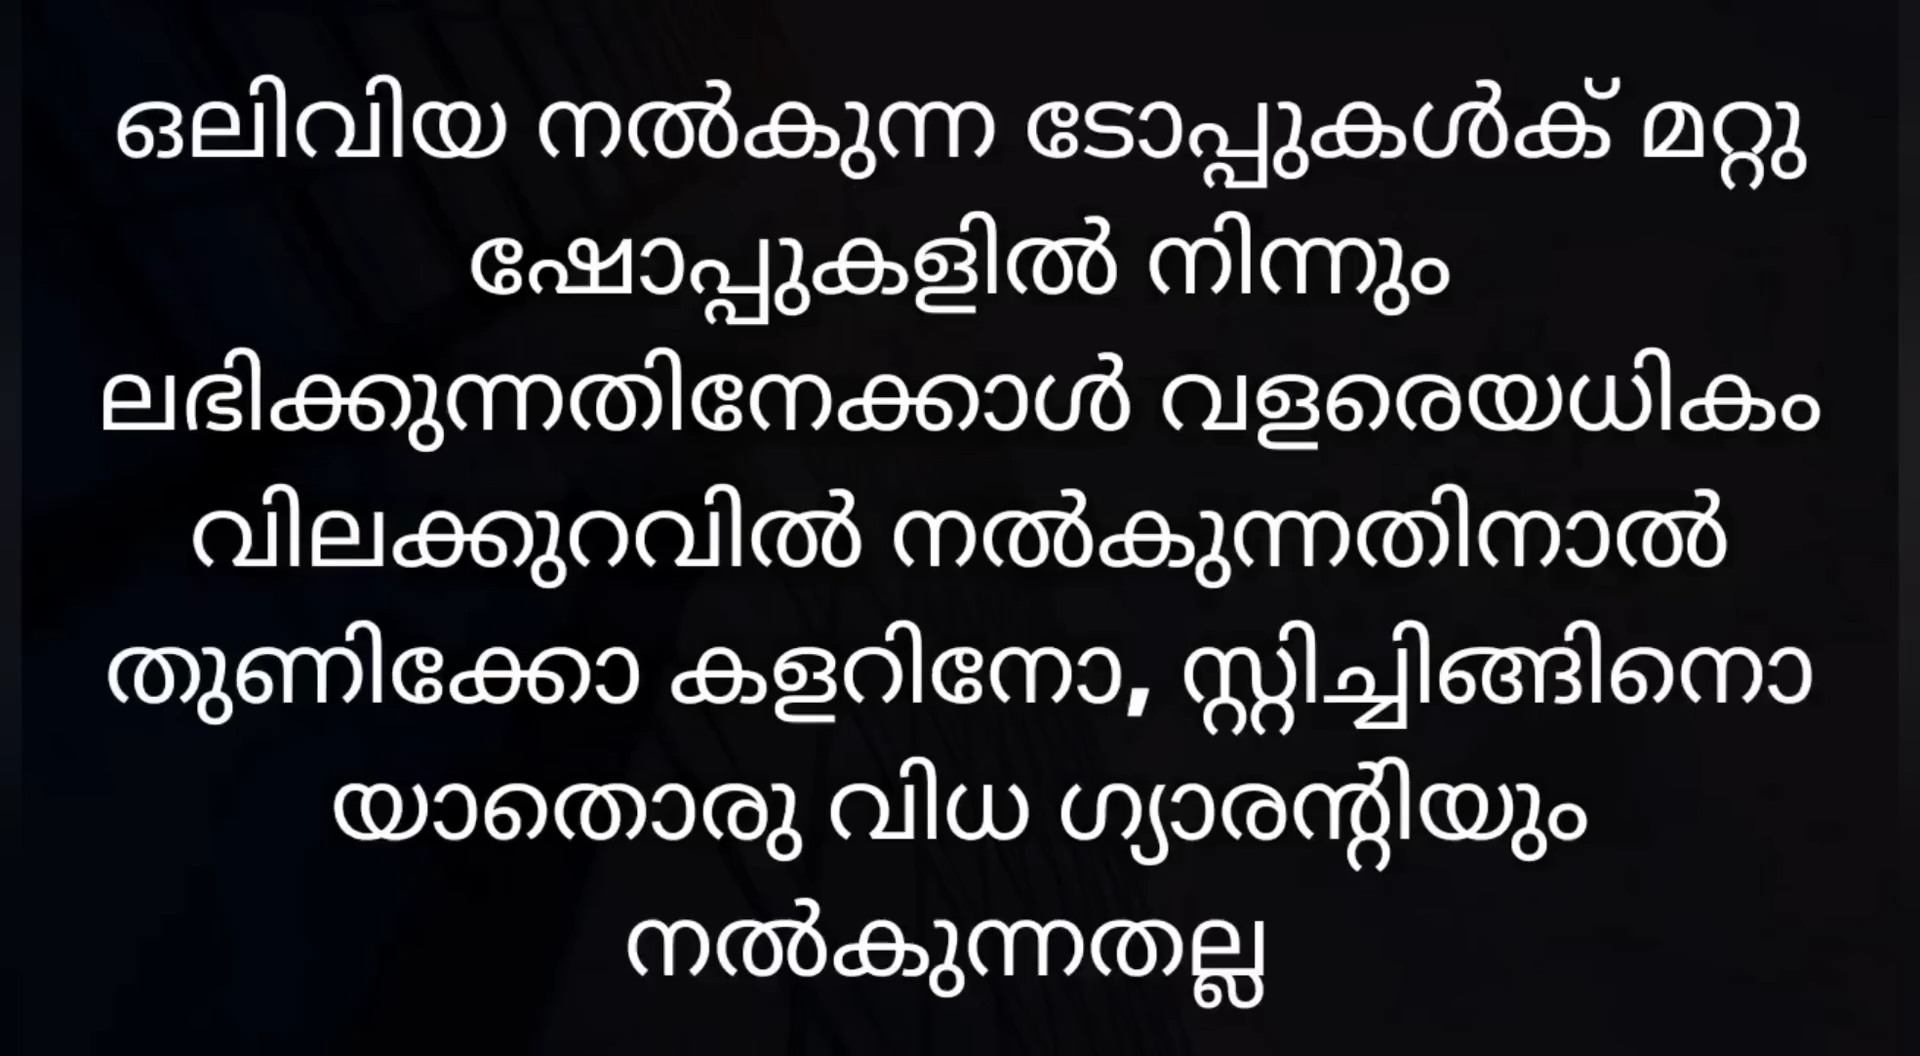 ഒലിവിയ നൽകുന്ന ടോപ്പുകൾക് മറ്റു
ഷോപ്പുകളിൽ നിന്നും
ലഭിക്കുന്നതിനേക്കാൾ വളരെയധികം
വിലക്കുറവിൽ നൽകുന്നതിനാൽ
തുണിക്കോ കളറിനോ, സ്റ്റിച്ചിങ്ങിനൊ
യാതൊരു വിധ ഗ്യാരന്റിയും
നൽകുന്നതല്ല